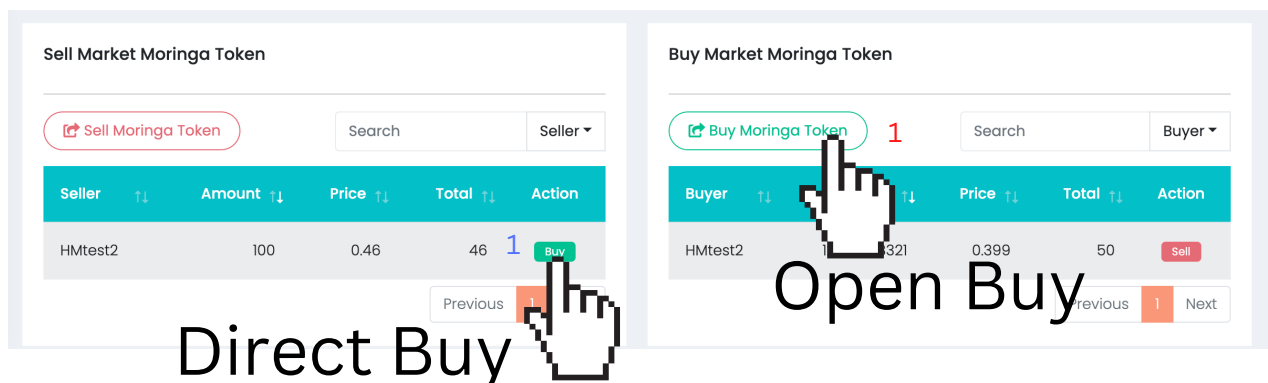 Sell Market Moringa Token
Sell Moringa Token
Search
Seller
Seller Amount Price Total Action
HMtest2 100 0.46 46 1 Buy
Previous 1
Direct Buy
Buy Market Moringa Token
Buy Moringa Token 1
Search
Buyer
Buyer Price Total Action
HMtest2 0.399 50 Sell
Open Buy
Previous 1 Next